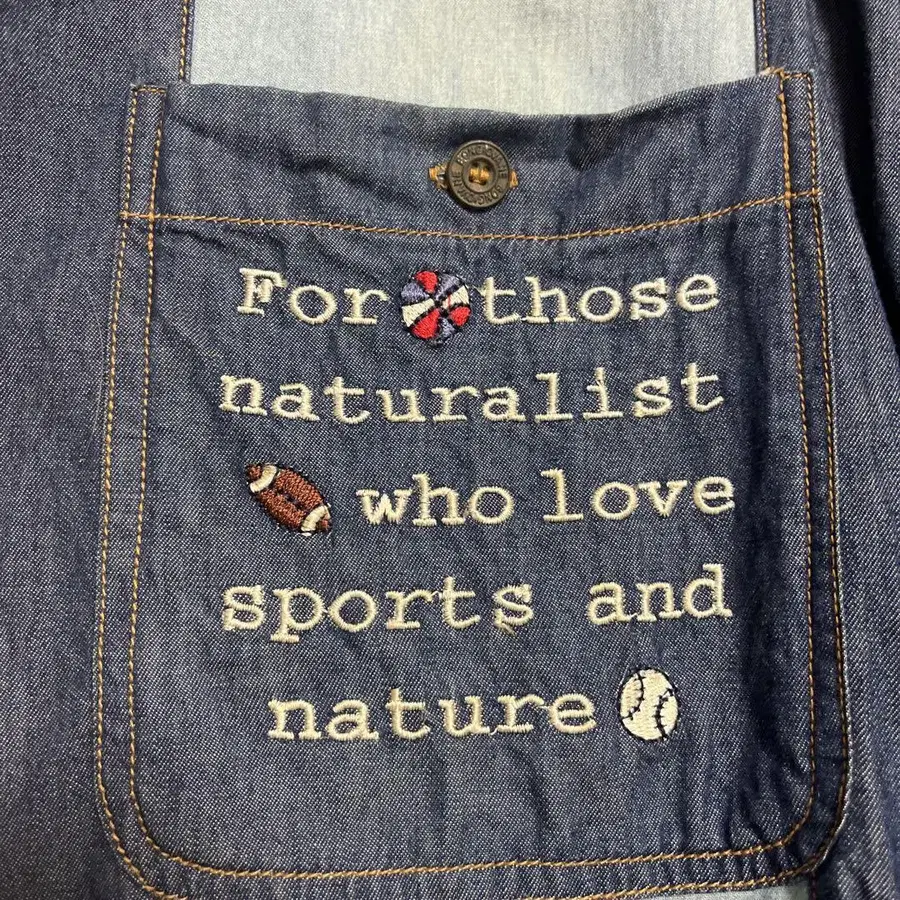 For those
naturalist
who love
sports and
nature